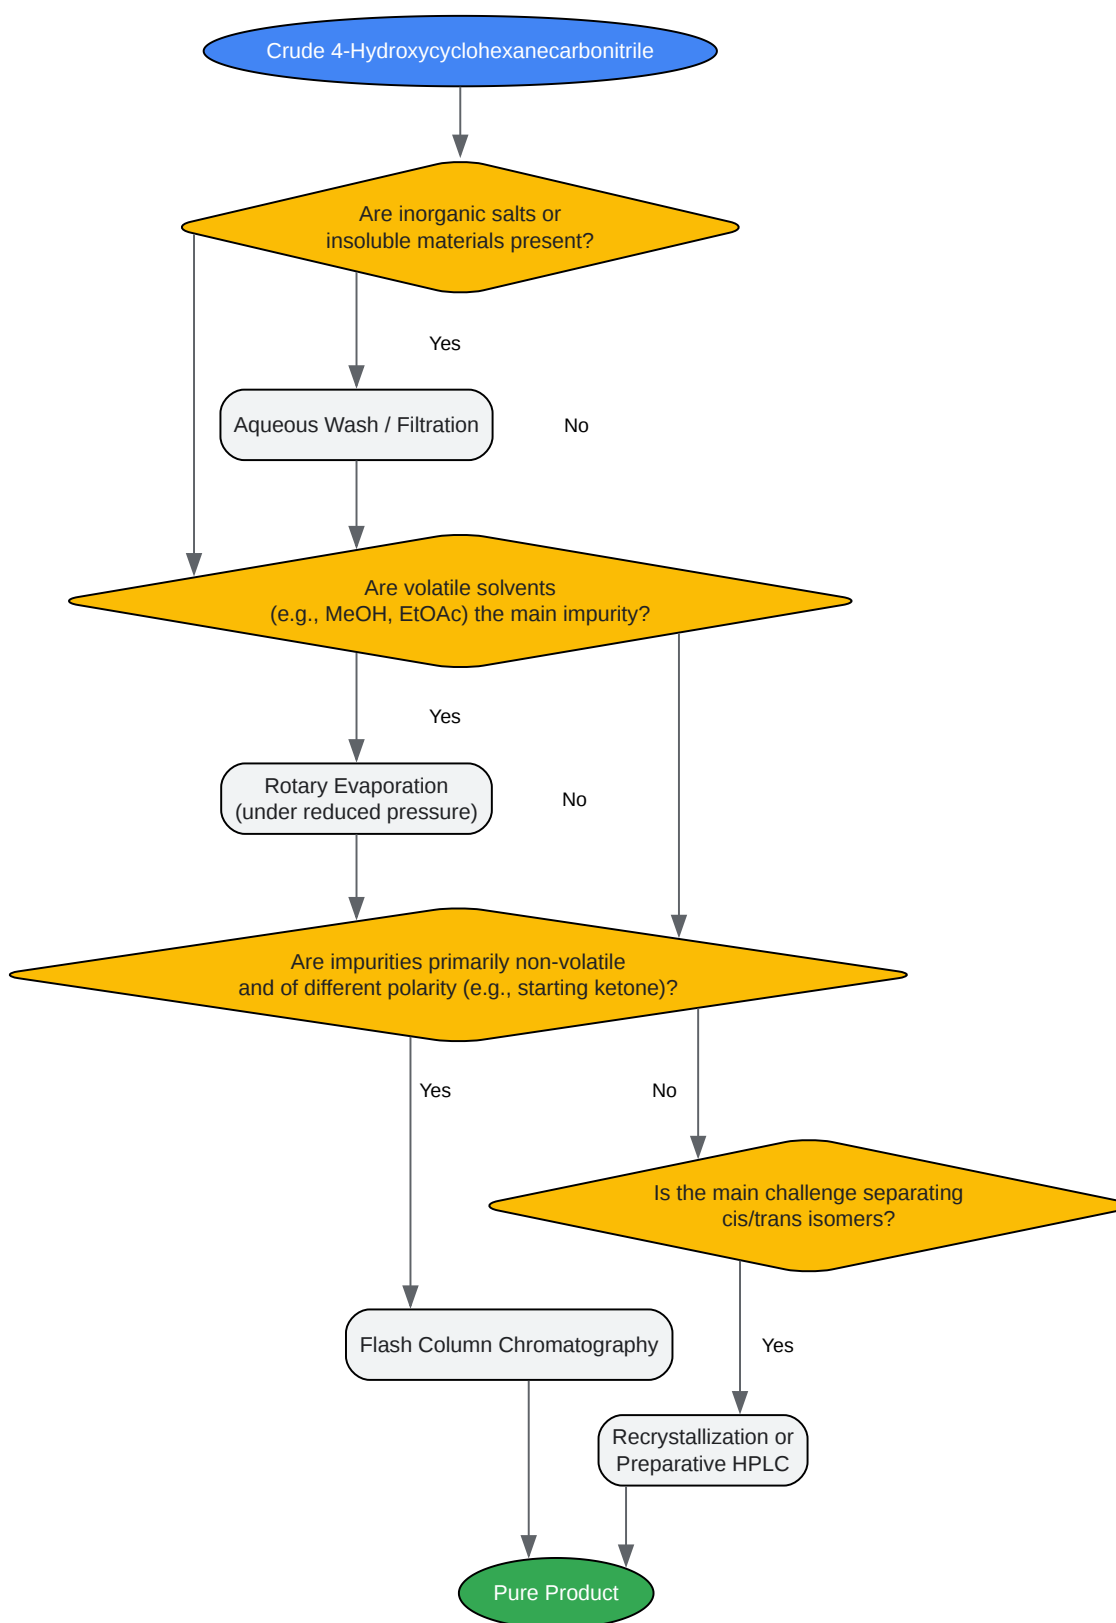 Crude 4-Hydroxycyclohexanecarbonitrile
Are inorganic salts or
insoluble materials present?
Yes
Aqueous Wash / Filtration
No
Are volatile solvents
(e.g., MeOH, EtOAc) the main impurity?
Yes
Rotary Evaporation
(under reduced pressure)
No
Are impurities primarily non-volatile
and of different polarity (e.g., starting ketone)?
Yes
No
Is the main challenge separating
cis/trans isomers?
Flash Column Chromatography
Yes
Recrystallization or
Preparative HPLC
Pure Product